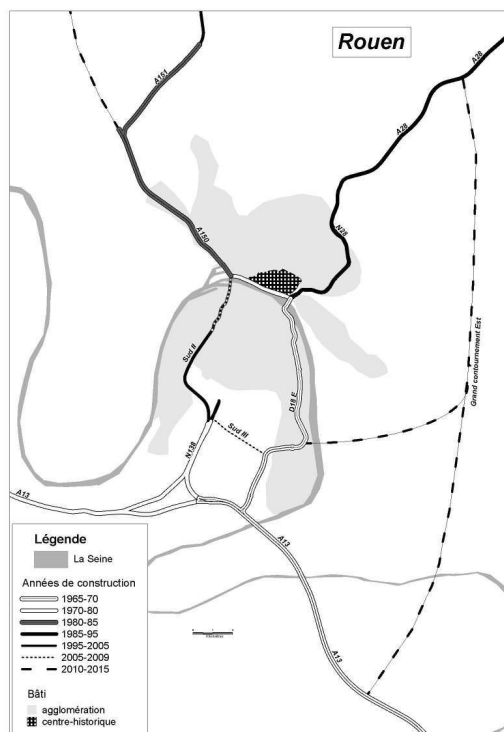 Rouen
A28
A151
A28
N28
A150
Grand contournement Est
Sud II
D18 E
Sud III
N138
A13
A13
A13
Légende
La Seine
Années de construction
1965-70
1970-80
1980-85
1985-95
1995-2005
2005-2009
2010-2015
Bâti
agglomération
centre-historique